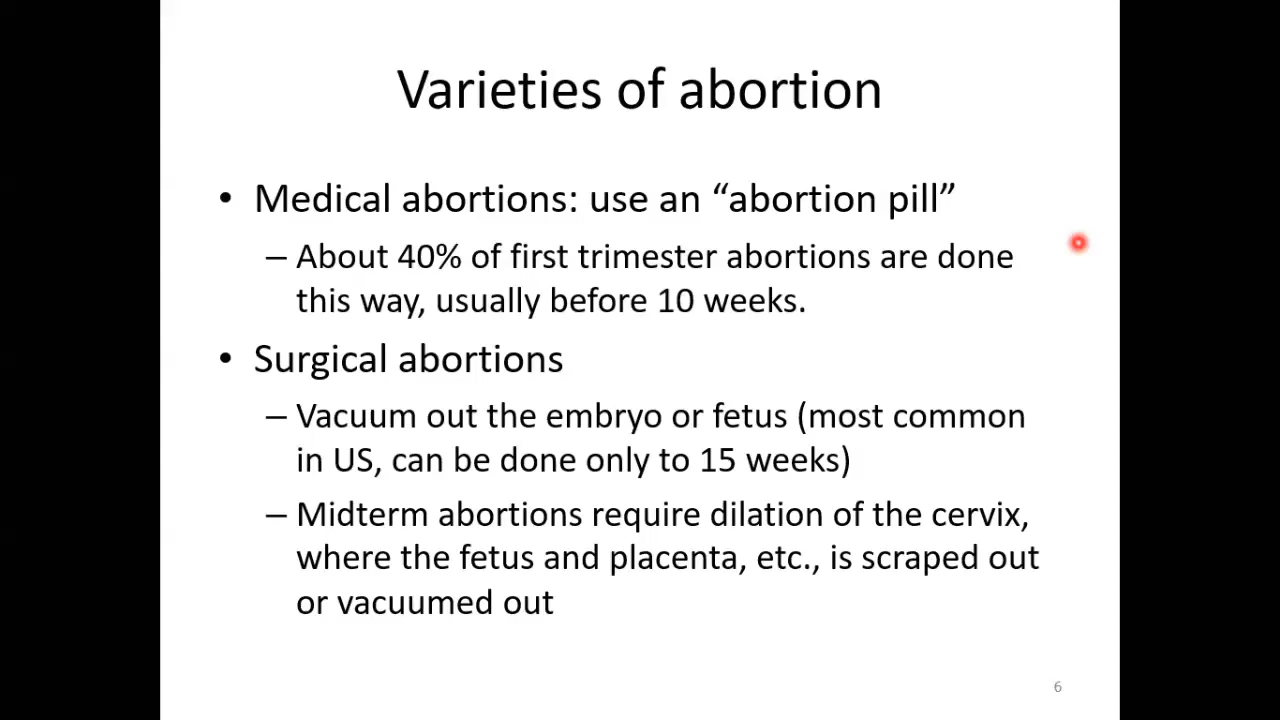 Varieties of abortion
• Medical abortions: use an “abortion pill”
– About 40% of first trimester abortions are done
this way, usually before 10 weeks.
• Surgical abortions
– Vacuum out the embryo or fetus (most common
in US, can be done only to 15 weeks)
– Midterm abortions require dilation of the cervix,
where the fetus and placenta, etc., is scraped out
or vacuumed out
6